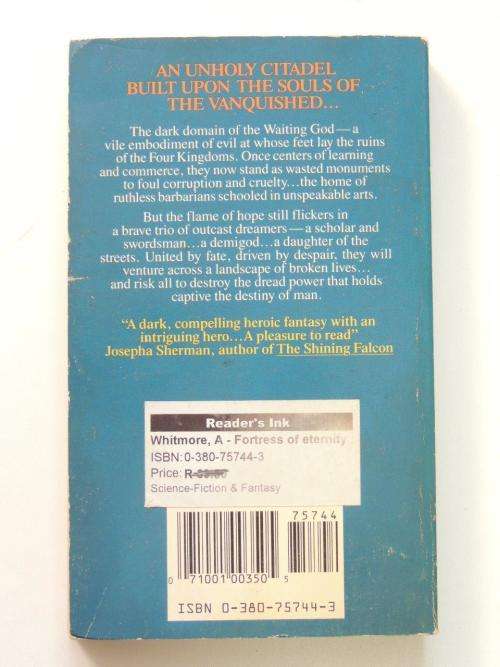 AN UNHOLY CITADEL
BUILT UPON THE SOULS OF
THE VANQUISHED...
The dark domain of the Waiting God—a
vile embodiment of evil at whose feet lay the ruins
of the Four Kingdoms. Once centers of learning
and commerce, they now stand as wasted monuments
to foul corruption and cruelty...the home of
ruthless barbarians schooled in unspeakable arts.
But the flame of hope still flickers in
a brave trio of outcast dreamers—a scholar and
swordsman...a demigod...a daughter of the
streets. United by fate, driven by despair, they will
venture across a landscape of broken lives...
and risk all to destroy the dread power that holds
captive the destiny of man.
"A dark, compelling heroic fantasy with an
intriguing hero...A pleasure to read"
Josepha Sherman, author of The Shining Falcon
Reader's Ink
Whitmore, A - Fortress of eternity
ISBN: 0-380-75744-3
Price: R
Science-Fiction & Fantasy
75744
0 71001 00350 5
ISBN 0-380-75744-3